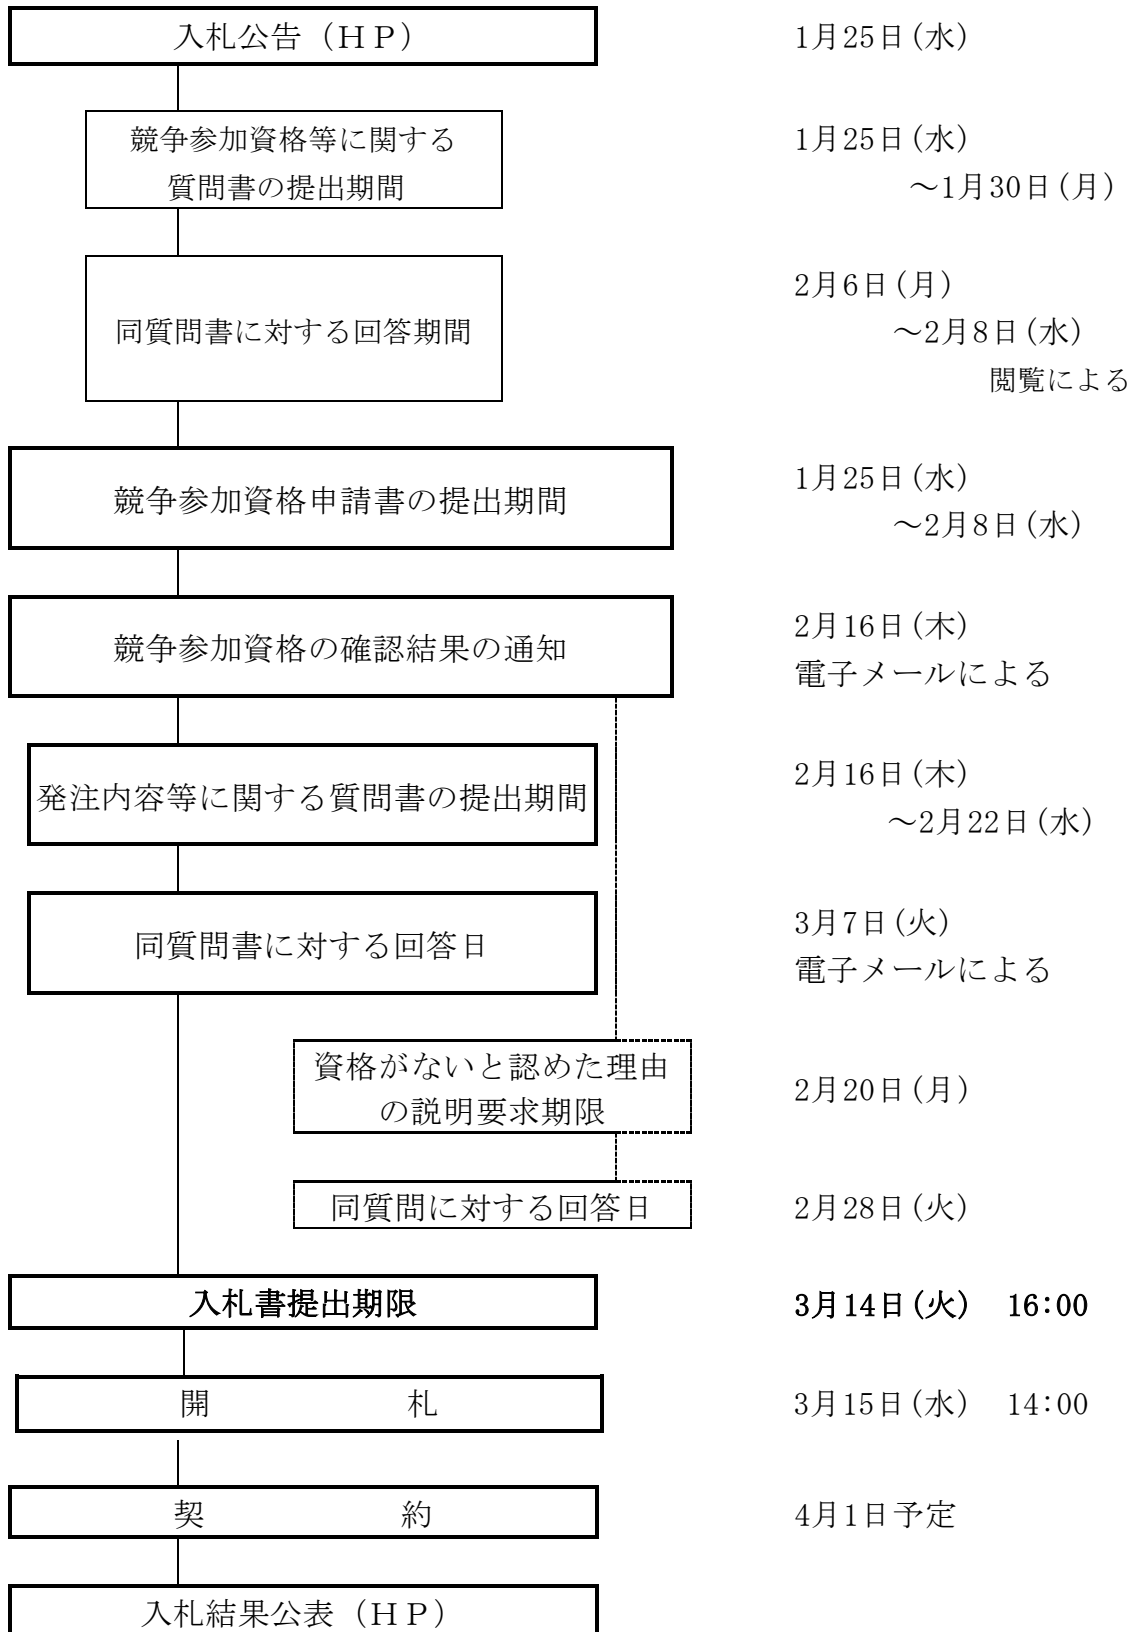 入札公告（ＨＰ）　1月25日(水)
競争参加資格等に関する　1月25日(水)
質問書の提出期間　～1月30日(月)
2月6日(月)
同質問書に対する回答期間　～2月8日(水)
閲覧による
競争参加資格申請書の提出期間　1月25日(水)
～2月8日(水)
競争参加資格の確認結果の通知　2月16日(木)
電子メールによる
発注内容等に関する質問書の提出期間　2月16日(木)
～2月22日(水)
同質問書に対する回答日　3月7日(火)
電子メールによる
資格がないと認めた理由
の説明要求期限　2月20日(月)
同質問に対する回答日　2月28日(火)
入札書提出期限　3月14日(火)　16:00
開　札　3月15日(水)　14:00
契　約　4月1日予定
入札結果公表（ＨＰ）